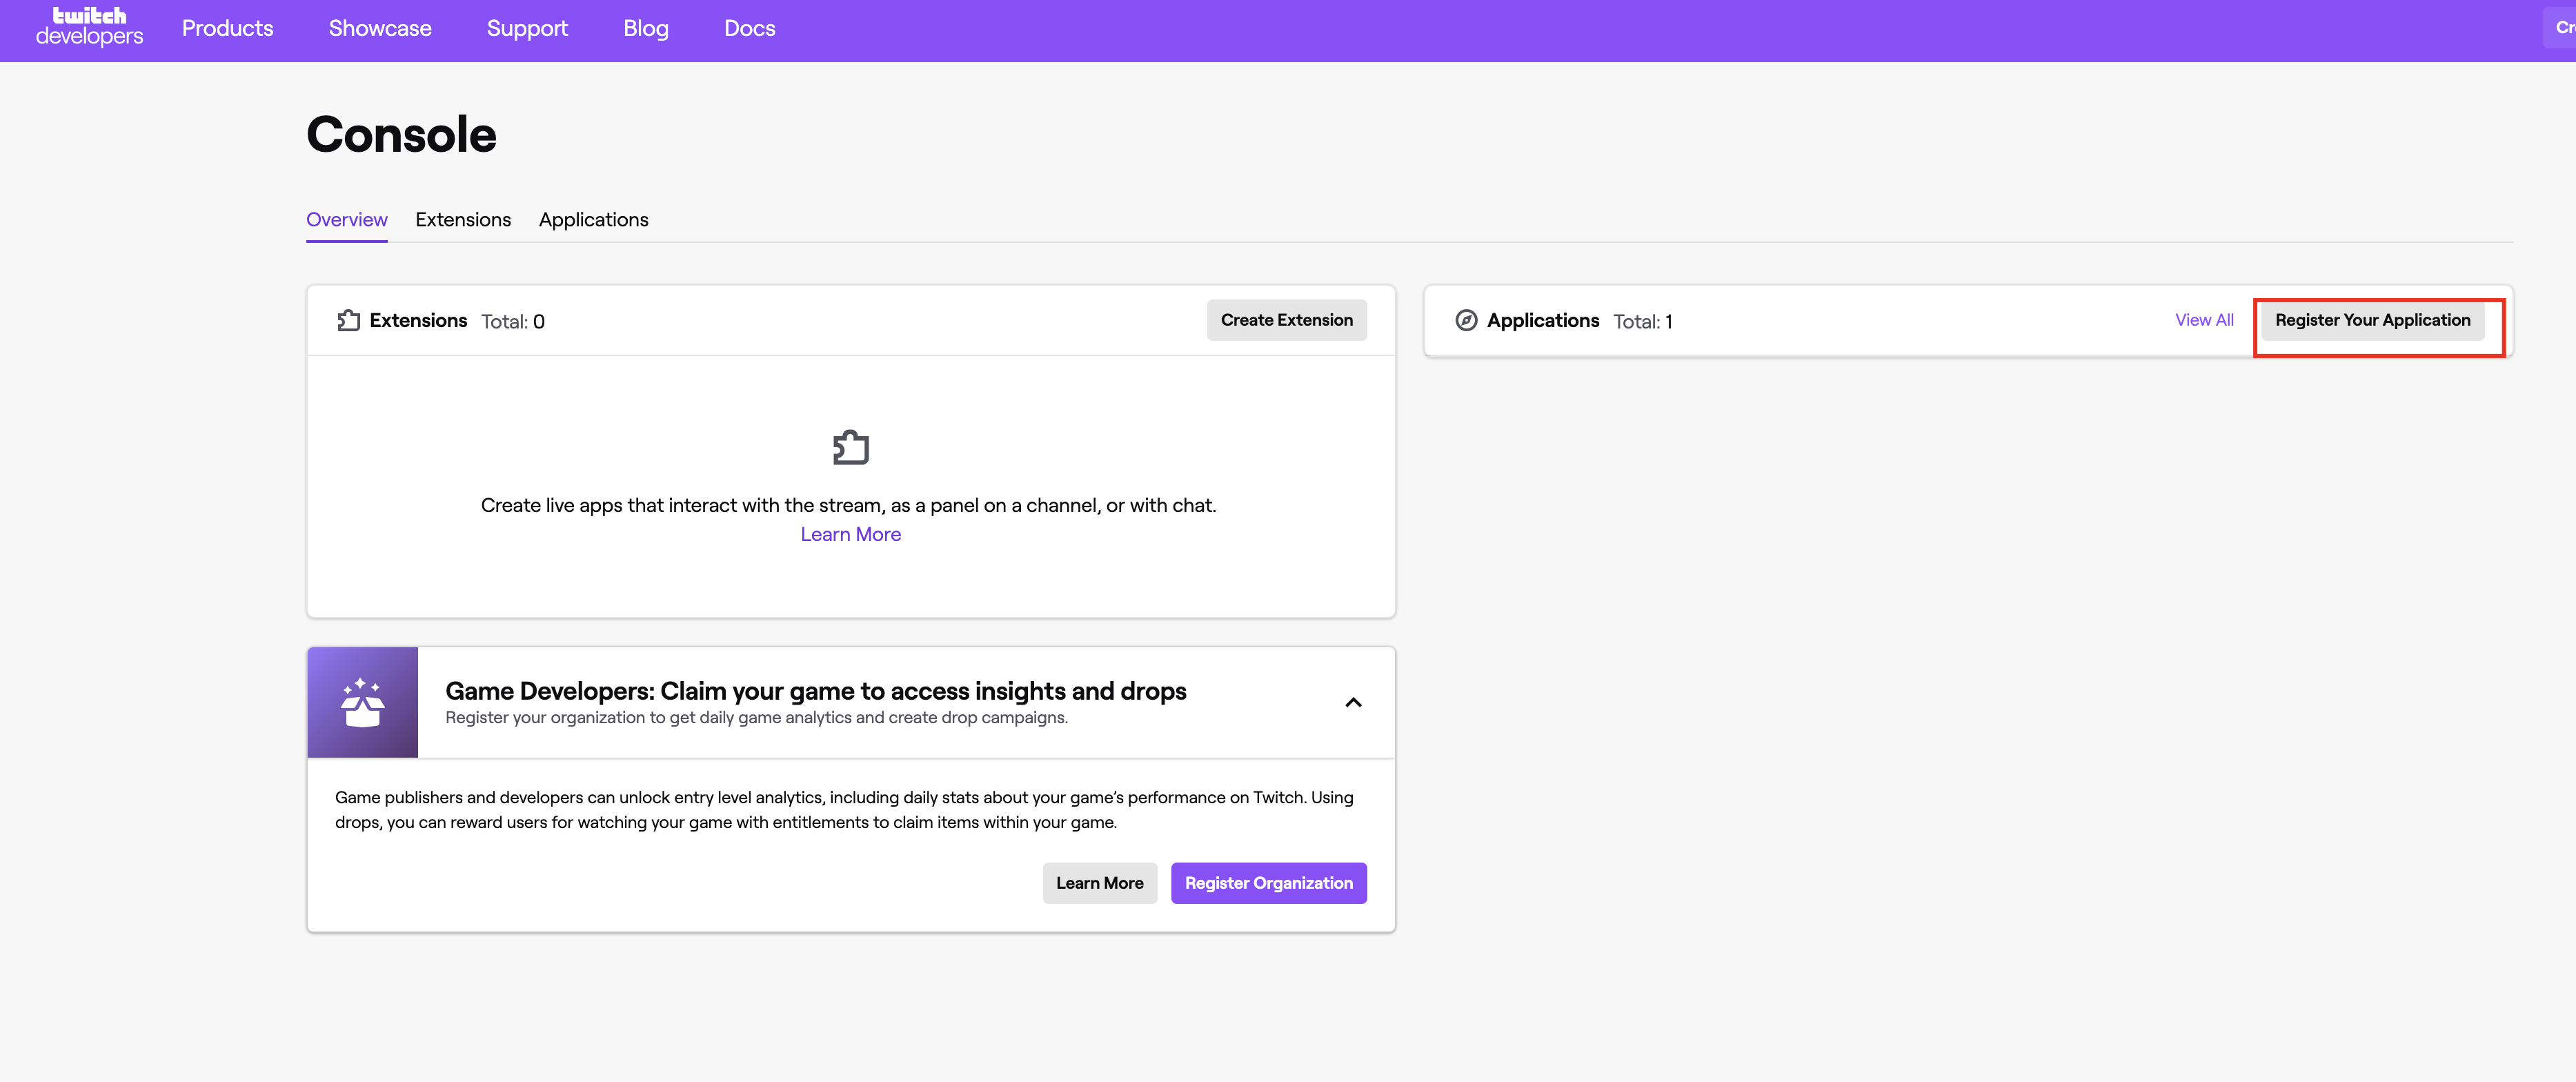 twitch
developers
Products
Showcase
Support
Blog
Docs
Console
Overview
Extensions
Applications
Extensions Total: 0
Create Extension
Applications Total: 1
View All
Register Your Application
Create live apps that interact with the stream, as a panel on a channel, or with chat.
Learn More
Game Developers: Claim your game to access insights and drops
Register your organization to get daily game analytics and create drop campaigns.
Game publishers and developers can unlock entry level analytics, including daily stats about your game’s performance on Twitch. Using
drops, you can reward users for watching your game with entitlements to claim items within your game.
Learn More
Register Organization